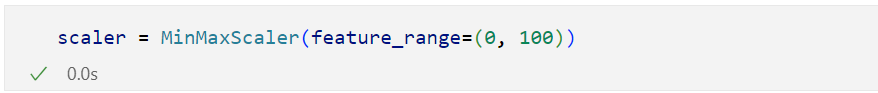 scaler = MinMaxScaler(feature_range=(0, 100))
0.0s